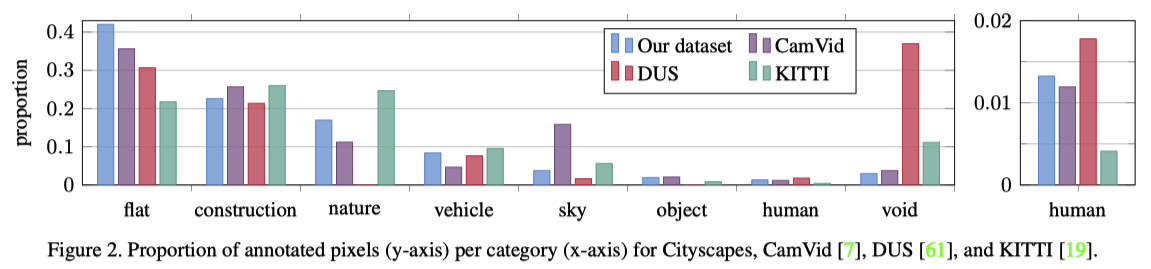 proportion
0.4
0.3
0.2
0.1
0
Our dataset CamVid
DUS KITTI
flat construction nature vehicle sky object human void
0.02
0.01
0
human
Figure 2. Proportion of annotated pixels (y-axis) per category (x-axis) for Cityscapes, CamVid [7], DUS [61], and KITTI [19].